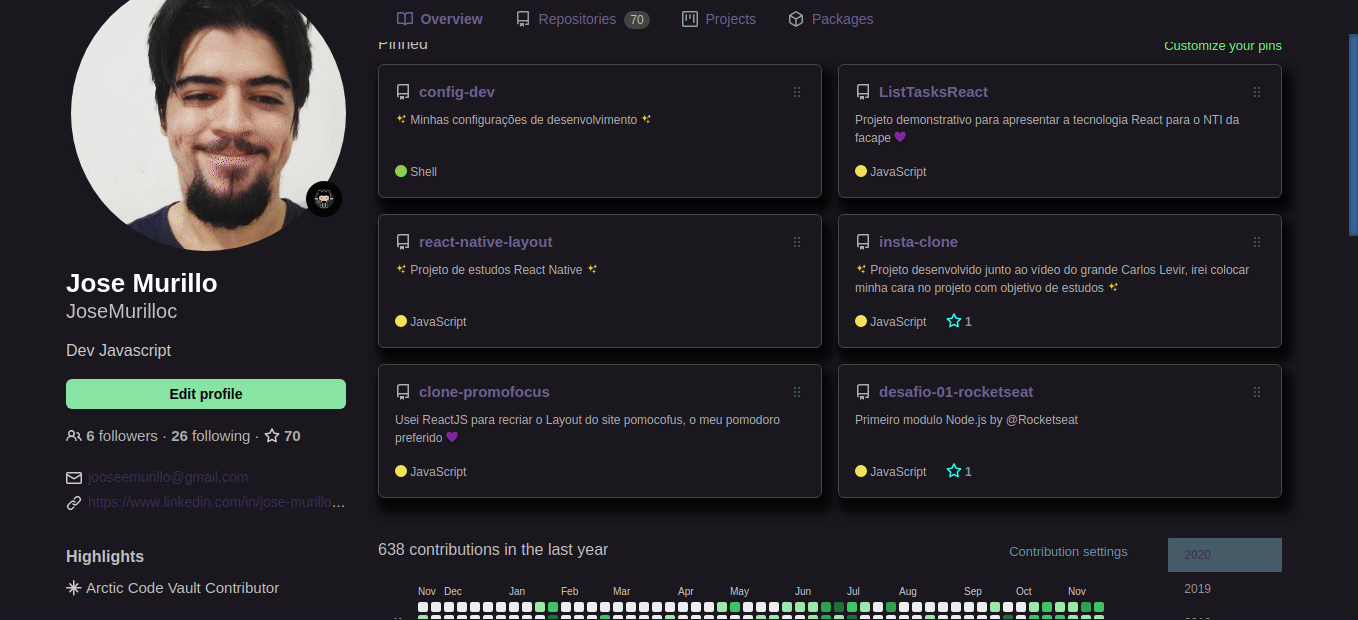 Overview Repositories 70 Projects Packages
Pinned Customize your pins
config-dev
Minhas configurações de desenvolvimento
Shell
ListTasksReact
Projeto demonstrativo para apresentar a tecnologia React para o NTI da
facape
JavaScript
react-native-layout
Projeto de estudos React Native
JavaScript
insta-clone
Projeto desenvolvido junto ao vídeo do grande Carlos Levir, irei colocar
minha cara no projeto com objetivo de estudos
JavaScript 1
clone-promofocus
Usei ReactJS para recriar o Layout do site pomocofus, o meu pomodoro
preferido
JavaScript
desafio-01-rocketseat
Primeiro modulo Node.js by @Rocketseat
JavaScript 1
Jose Murillo
JoseMurilloc
Dev Javascript
Edit profile
6 followers · 26 following · 70
jooseemurillo@gmail.com
https://www.linkedin.com/in/jose-murillo...
Highlights
Arctic Code Vault Contributor
638 contributions in the last year
Contribution settings
2020
2019
Nov Dec Jan Feb Mar Apr May Jun Jul Aug Sep Oct Nov